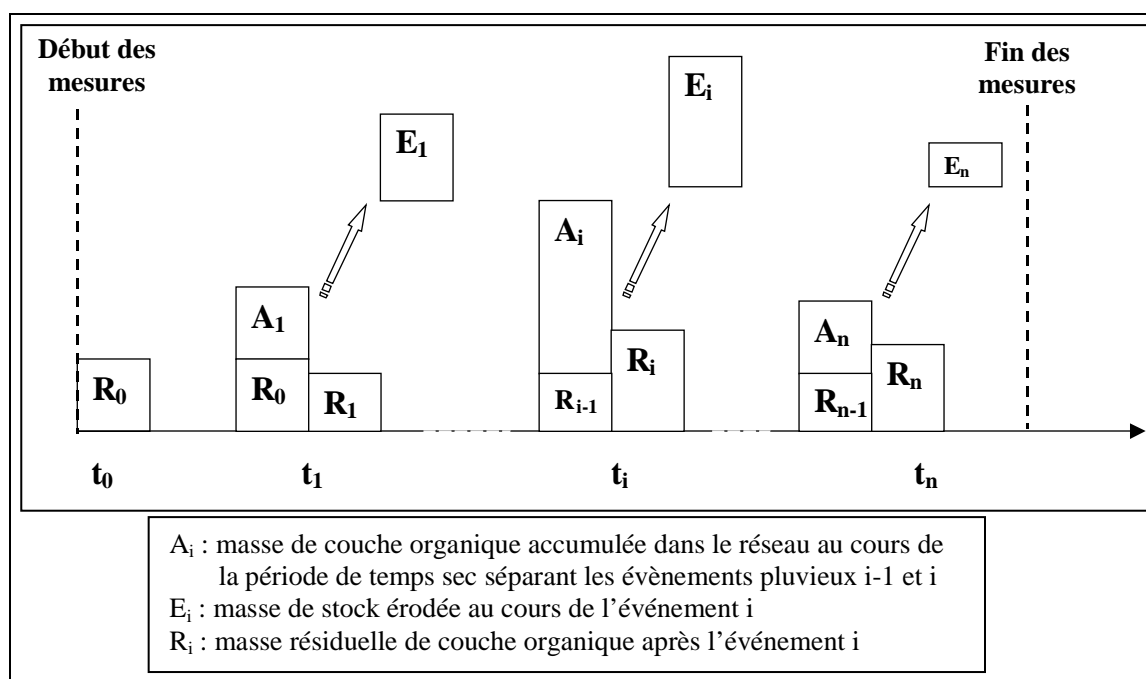 Début des
mesures
Fin des
mesures
E₁
Eᵢ
Eₙ
A₁
Aᵢ
Aₙ
R₀
R₀
R₁
Rᵢ₋₁
Rᵢ
Rₙ₋₁
Rₙ
t₀ t₁ tᵢ tₙ
Aᵢ : masse de couche organique accumulée dans le réseau au cours de
la période de temps sec séparant les évènements pluvieux i-1 et i
Eᵢ : masse de stock érodée au cours de l’événement i
Rᵢ : masse résiduelle de couche organique après l’événement i